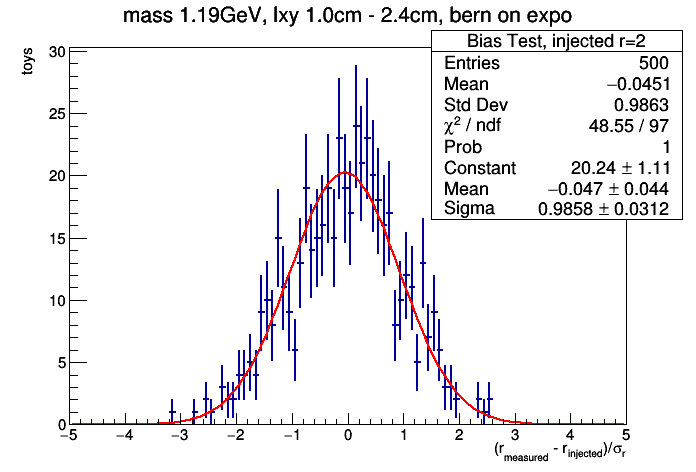 mass 1.19GeV, lxy 1.0cm - 2.4cm, bern on expo
Bias Test, injected r=2
Entries 500
Mean −0.0451
Std Dev 0.9863
χ² / ndf 48.55 / 97
Prob 1
Constant 20.24 ± 1.11
Mean −0.047 ± 0.044
Sigma 0.9858 ± 0.0312
toys
30
25
20
15
10
5
0
−5 −4 −3 −2 −1 0 1 2 3 4 5
(r_measured - r_injected)/σ_r